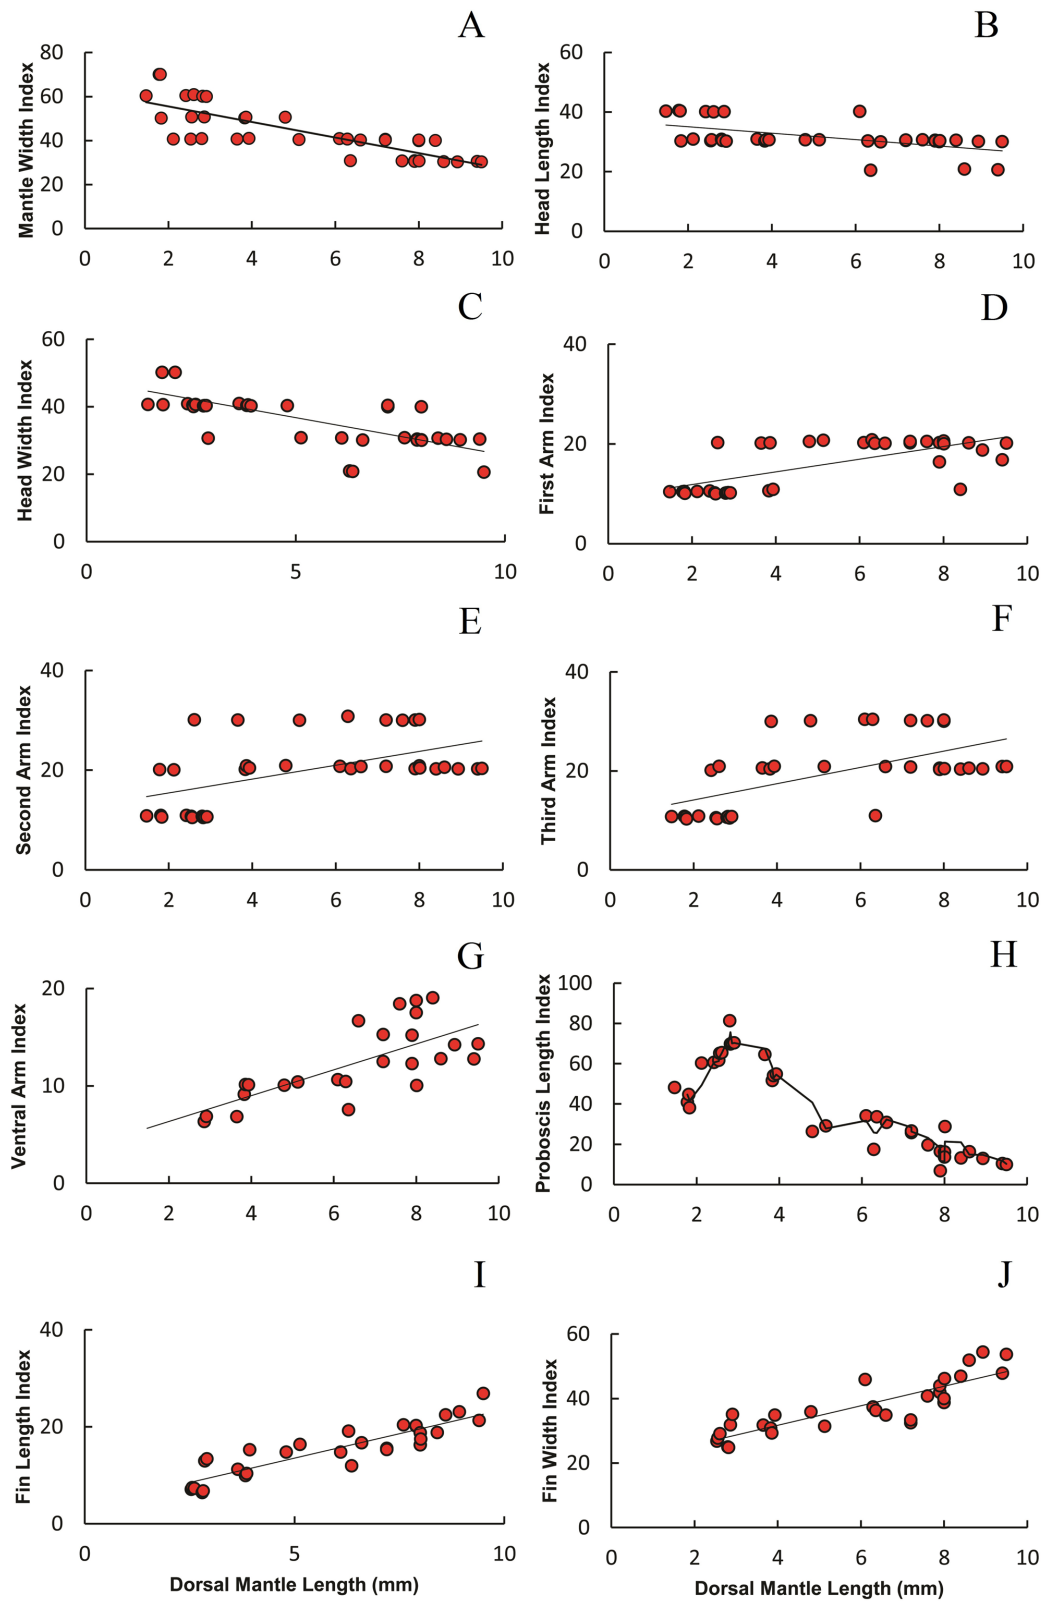 A
Mantle Width Index
80
60
40
20
0
0 2 4 6 8 10
B
Head Length Index
60
40
20
0
0 2 4 6 8 10
C
Head Width Index
60
40
20
0
0 5 10
D
First Arm Index
40
20
0
0 2 4 6 8 10
E
Second Arm Index
40
20
0
0 2 4 6 8 10
F
Third Arm Index
40
20
0
0 2 4 6 8 10
G
Ventral Arm Index
20
10
0
0 2 4 6 8 10
H
Proboscis Length Index
100
80
60
40
20
0
0 2 4 6 8 10
I
Fin Length Index
40
20
0
0 5 10
Dorsal Mantle Length (mm)
J
Fin Width Index
60
40
20
0
0 2 4 6 8 10
Dorsal Mantle Length (mm)